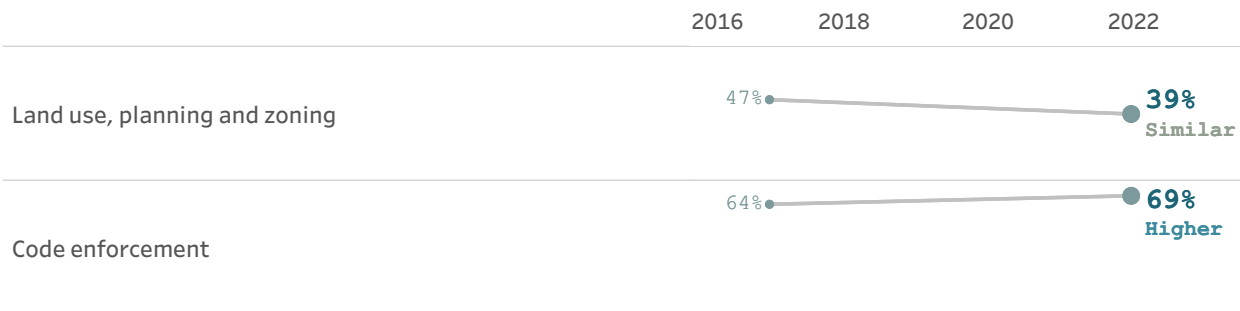 2016 2018 2020 2022
Land use, planning and zoning 47% 39%
Similar
64% 69%
Higher
Code enforcement